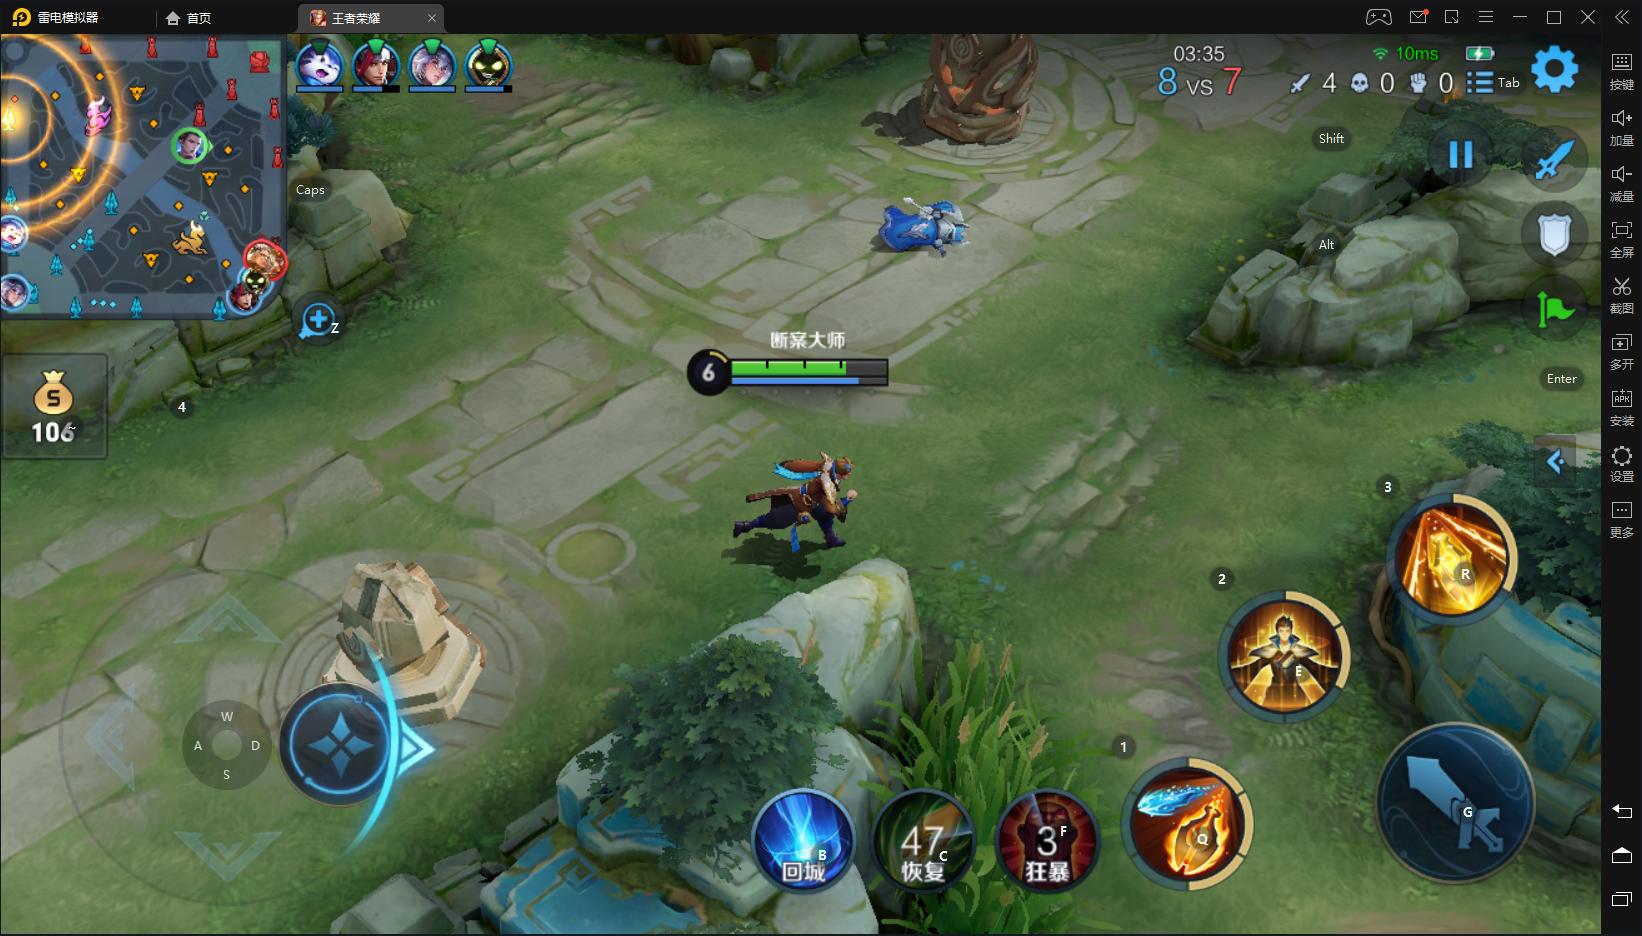 雷电模拟器
首页
王者荣耀
03:35
10ms
8 VS 7
4
0
0
Tab
Shift
Caps
Alt
Z
Enter
断案大师
6
S
4
3
R
2
E
W
A
D
S
1
Q
G
B
回城
47
C
恢复
3
F
狂暴
按键
加量
减量
全屏
截图
多开
APK
安装
设置
更多